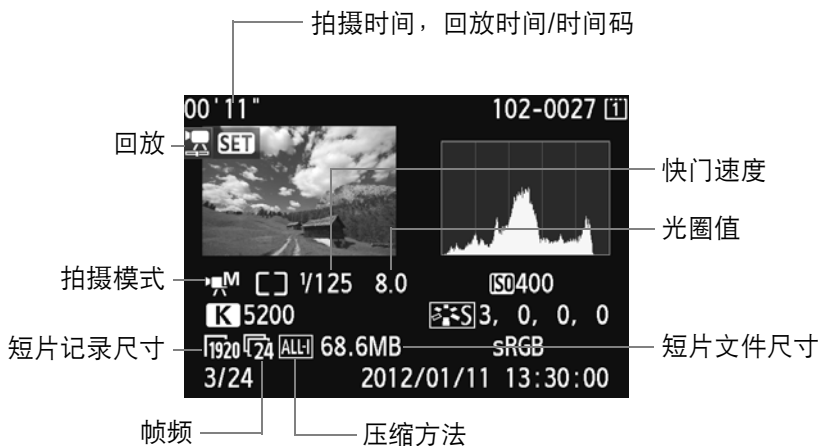 拍摄时间，回放时间/时间码
00'11" 102-0027 1
回放 SET
快门速度
光圈值
拍摄模式 M 1/125 8.0 ISO400
K 5200 S 3, 0, 0, 0
短片记录尺寸 1920 24 ALL-I 68.6MB sRGB 短片文件尺寸
3/24 2012/01/11 13:30:00
帧频 压缩方法